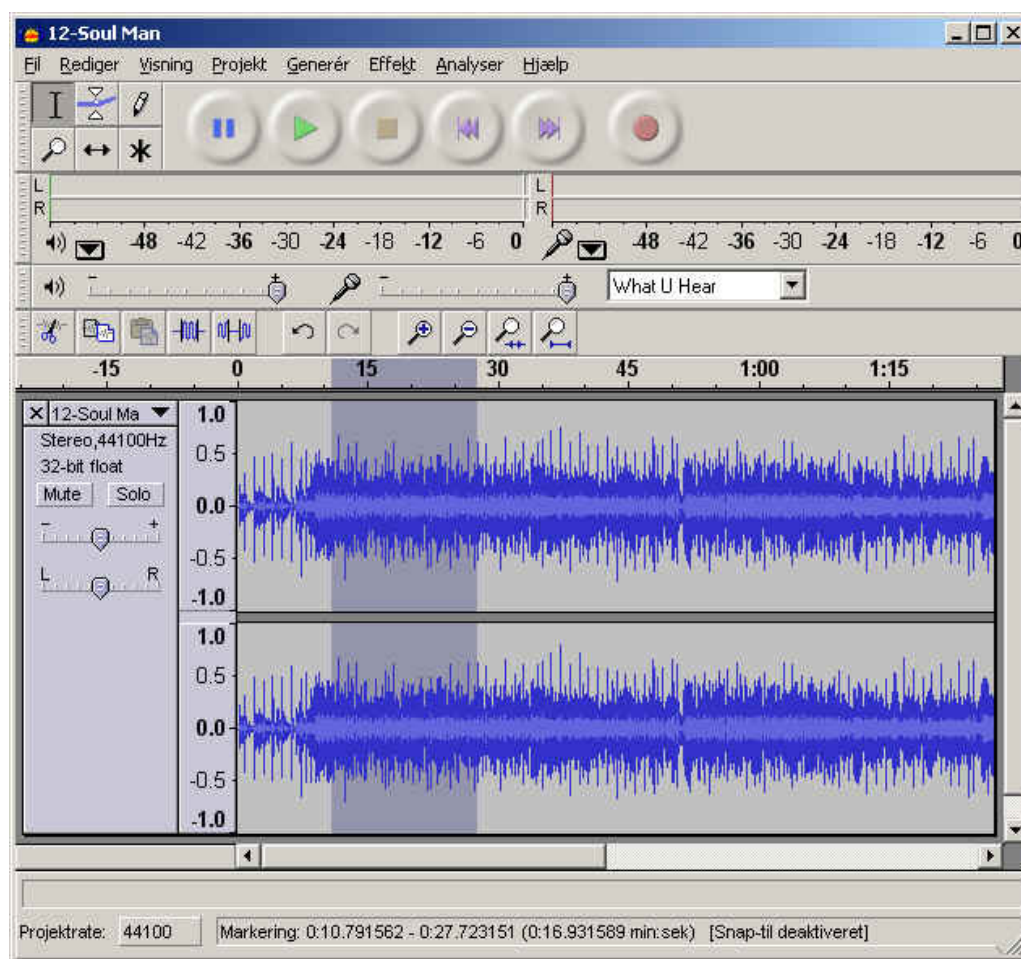 12-Soul Man
Fil Rediger Visning Projekt Generér Effekt Analyser Hjælp
L L
R R
-48 -42 -36 -30 -24 -18 -12 -6 0 -48 -42 -36 -30 -24 -18 -12 -6 0
- + - + What U Hear
-15 0 15 30 45 1:00 1:15
12-Soul Ma 1.0
Stereo,44100Hz
32-bit float 0.5
Mute Solo
0.0
- +
-0.5
L R
-1.0
1.0
0.5
0.0
-0.5
-1.0
Projektrate: 44100 Markering: 0:10.791562 - 0:27.723151 (0:16.931589 min:sek) [Snap-til deaktiveret]